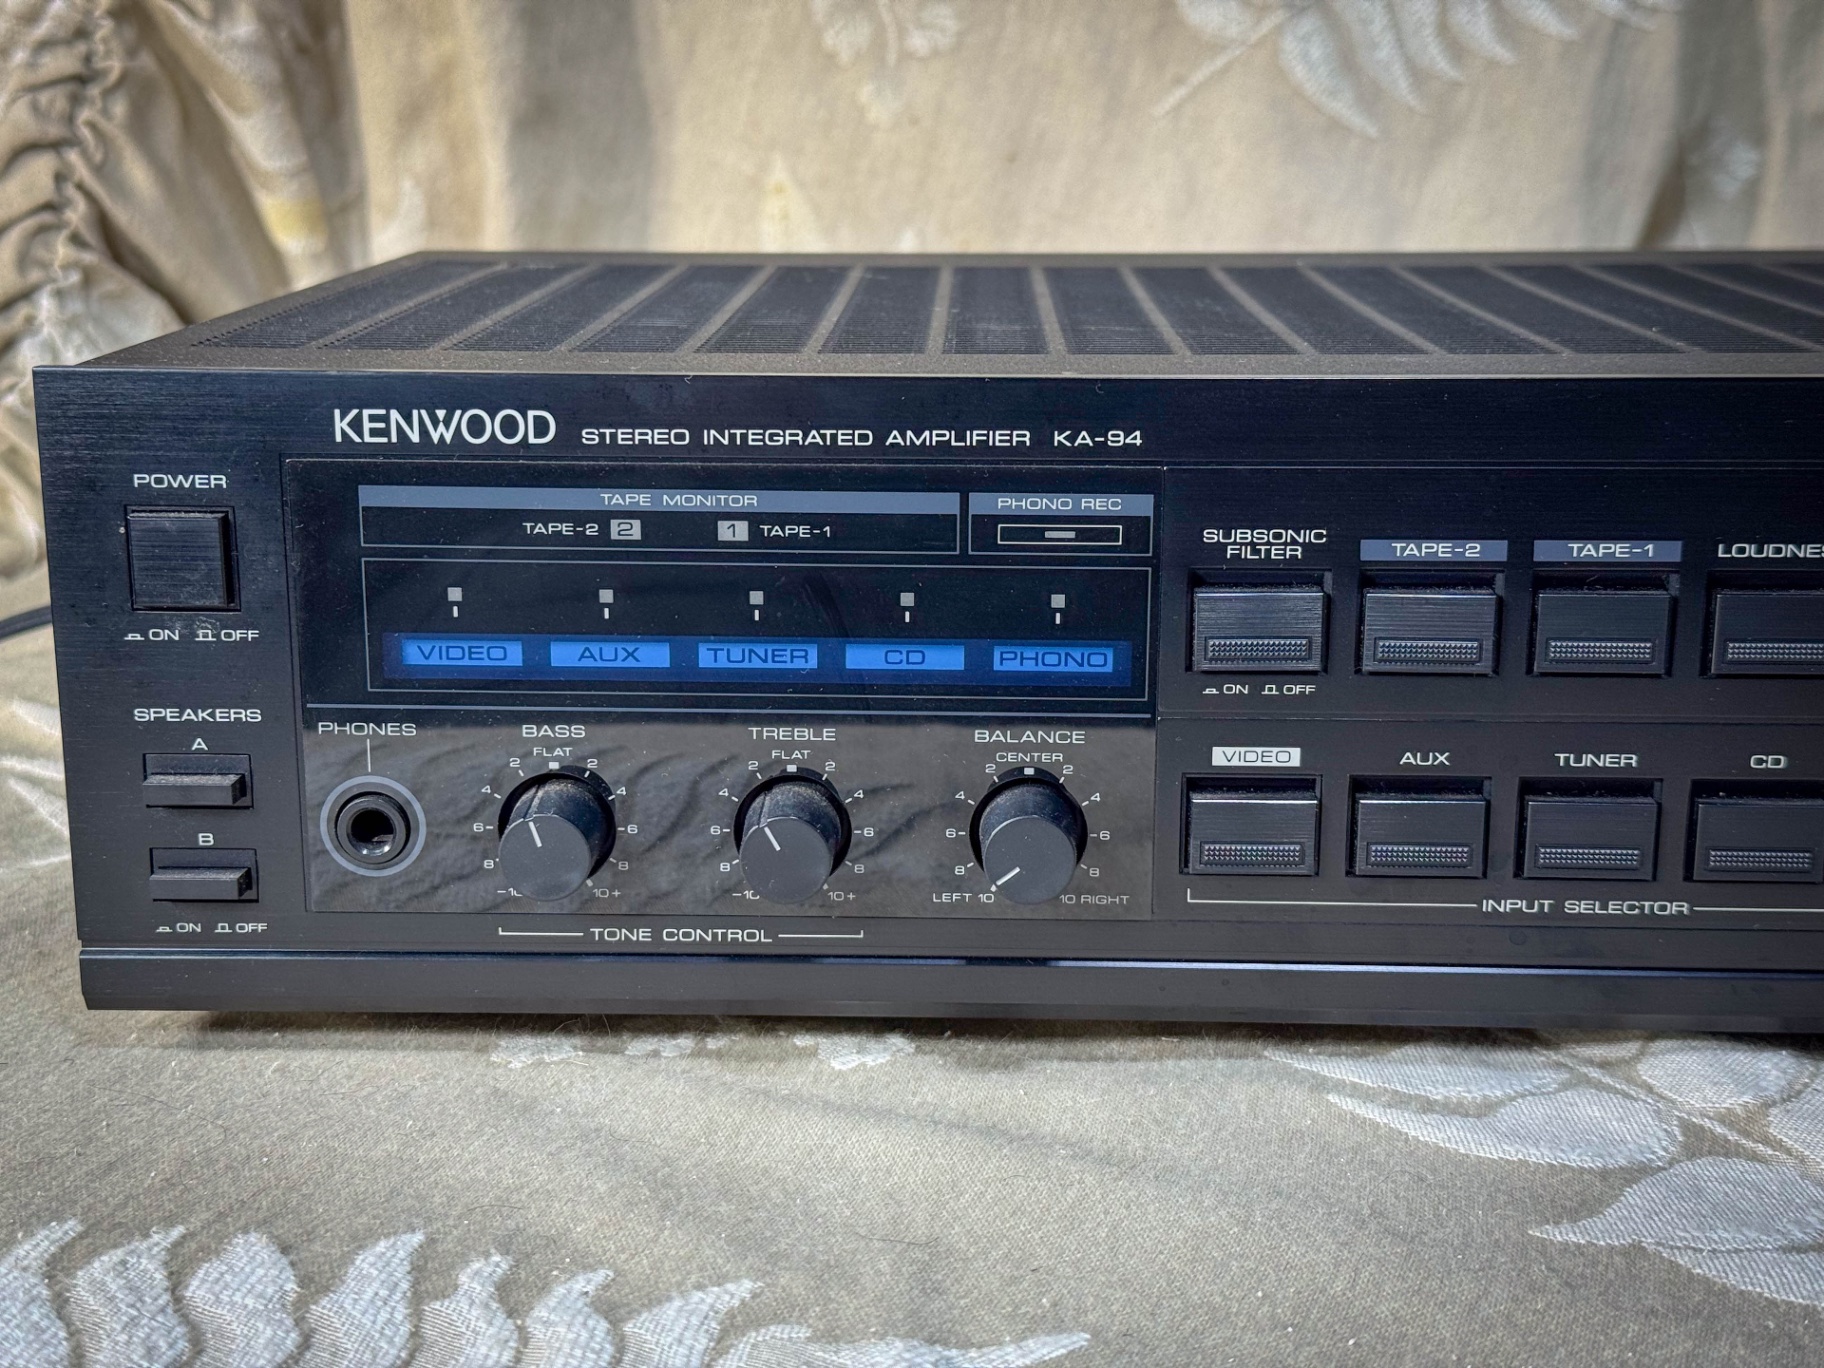 KENWOOD STEREO INTEGRATED AMPLIFIER KA-94
POWER
ON OFF
SPEAKERS
A
B
ON OFF
TAPE MONITOR
TAPE-2 2 1 TAPE-1
PHONO REC
VIDEO AUX TUNER CD PHONO
PHONES
BASS
FLAT
2 2
4 4
6 6
8 8
10+
TREBLE
FLAT
2 2
4 4
6 6
8 8
10+
BALANCE
CENTER
2 2
4 4
6 6
8 8
LEFT 10 10 RIGHT
TONE CONTROL
SUBSONIC
FILTER
TAPE-2 TAPE-1
ON OFF
VIDEO AUX TUNER CD
INPUT SELECTOR